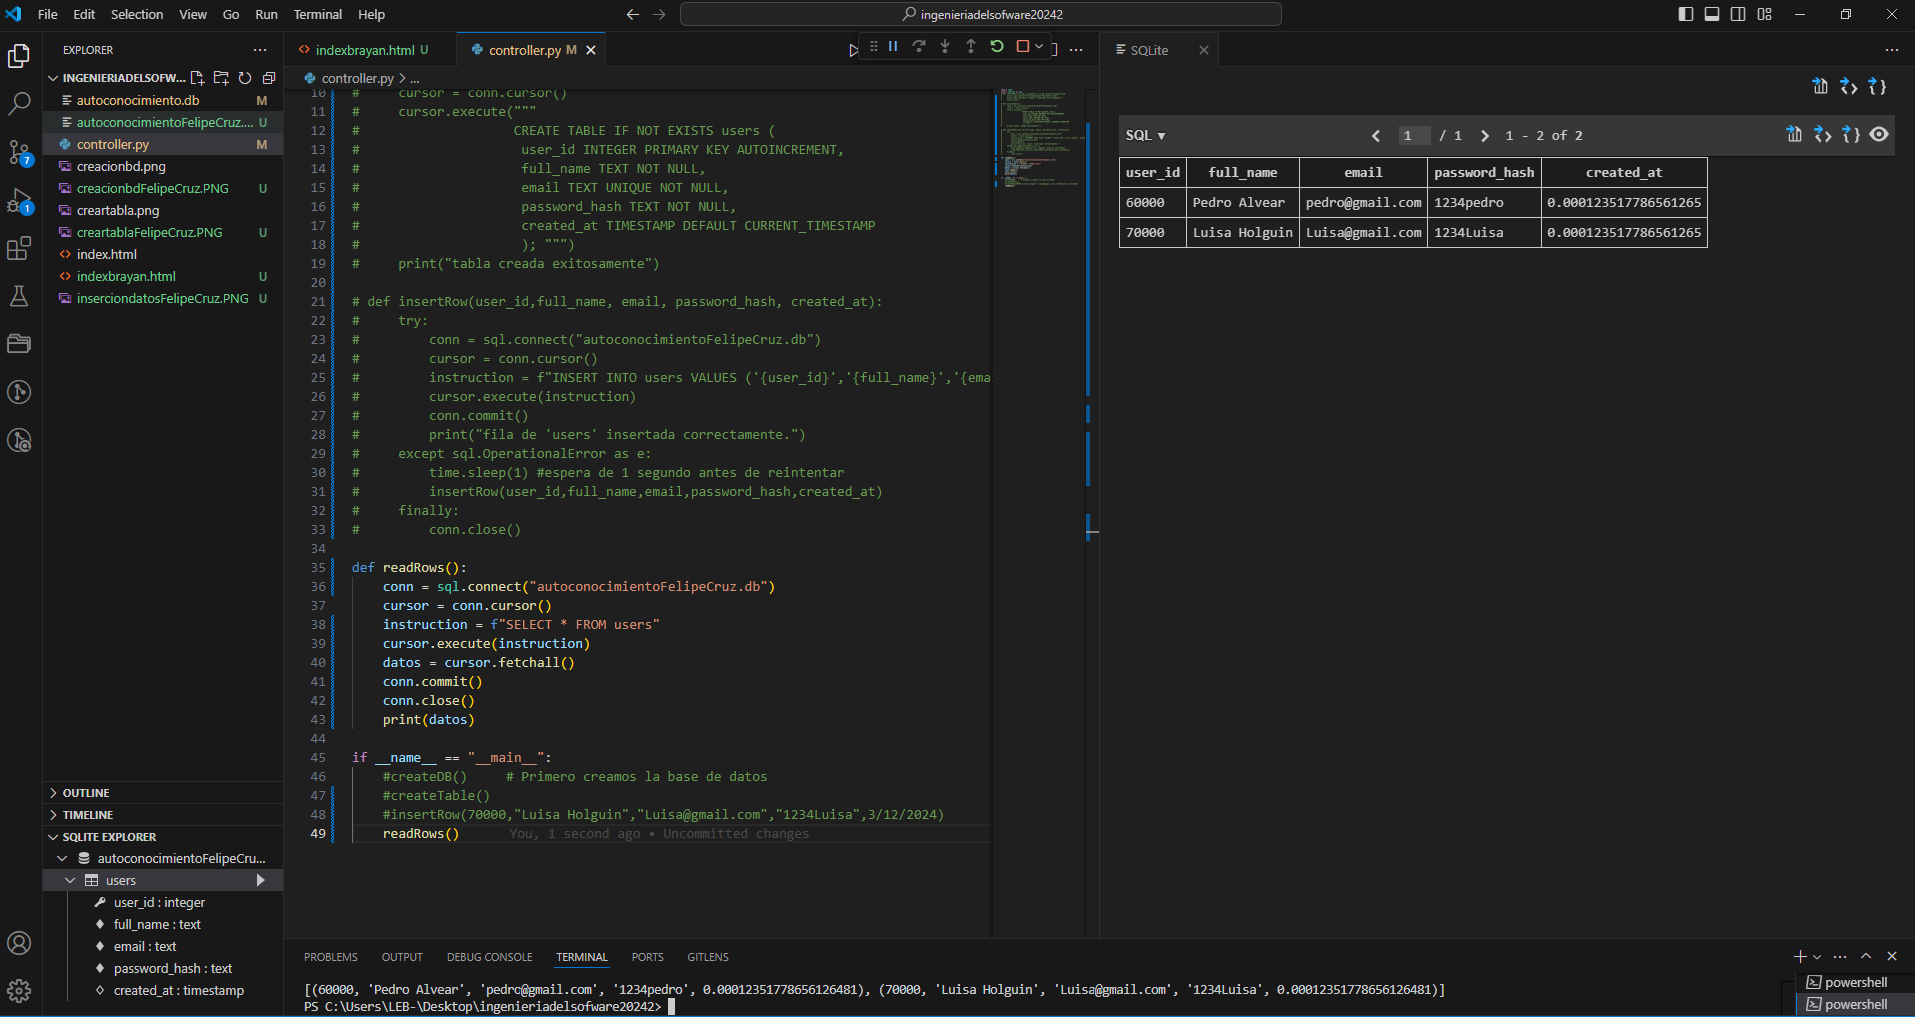 File Edit Selection View Go Run Terminal Help
ingenieriadelsofware20242
EXPLORER
INGENIERIADELSOFW...
autoconocimiento.db M
autoconocimientoFelipeCruz.... U
controller.py M
creacionbd.png
creacionbdFelipeCruz.PNG U
creartabla.png
creartablaFelipeCruz.PNG U
index.html
indexbrayan.html U
inserciondatosFelipeCruz.PNG U
7
1
OUTLINE
TIMELINE
SQLITE EXPLORER
autoconocimientoFelipeCru...
users
user_id : integer
full_name : text
email : text
password_hash : text
created_at : timestamp
indexbrayan.html U
controller.py M
controller.py > ...
10 #     cursor = conn.cursor()
11 #     cursor.execute("""
12 #                    CREATE TABLE IF NOT EXISTS users (
13 #                     user_id INTEGER PRIMARY KEY AUTOINCREMENT,
14 #                     full_name TEXT NOT NULL,
15 #                     email TEXT UNIQUE NOT NULL,
16 #                     password_hash TEXT NOT NULL,
17 #                     created_at TIMESTAMP DEFAULT CURRENT_TIMESTAMP
18 #                     ); """)
19 #     print("tabla creada exitosamente")
20
21 # def insertRow(user_id,full_name, email, password_hash, created_at):
22 #     try:
23 #         conn = sql.connect("autoconocimientoFelipeCruz.db")
24 #         cursor = conn.cursor()
25 #         instruction = f"INSERT INTO users VALUES ('{user_id}','{full_name}','{ema
26 #         cursor.execute(instruction)
27 #         conn.commit()
28 #         print("fila de 'users' insertada correctamente.")
29 #     except sql.OperationalError as e:
30 #         time.sleep(1) #espera de 1 segundo antes de reintentar
31 #         insertRow(user_id,full_name,email,password_hash,created_at)
32 #     finally:
33 #         conn.close()
34
35 def readRows():
36     conn = sql.connect("autoconocimientoFelipeCruz.db")
37     cursor = conn.cursor()
38     instruction = f"SELECT * FROM users"
39     cursor.execute(instruction)
40     datos = cursor.fetchall()
41     conn.commit()
42     conn.close()
43     print(datos)
44
45 if __name__ == "__main__":
46     #createDB()     # Primero creamos la base de datos
47     #createTable()
48     #insertRow(70000,"Luisa Holguin","Luisa@gmail.com","1234Luisa",3/12/2024)
49     readRows()      You, 1 second ago • Uncommitted changes
SQLite
SQL ▼ < 1 / 1 > 1 - 2 of 2
user_id full_name email password_hash created_at
60000 Pedro Alvear pedro@gmail.com 1234pedro 0.000123517786561265
70000 Luisa Holguin Luisa@gmail.com 1234Luisa 0.000123517786561265
PROBLEMS OUTPUT DEBUG CONSOLE TERMINAL PORTS GITLENS
[(60000, 'Pedro Alvear', 'pedro@gmail.com', '1234pedro', 0.00012351778656126481), (70000, 'Luisa Holguin', 'Luisa@gmail.com', '1234Luisa', 0.00012351778656126481)]
PS C:\Users\LEB-\Desktop\ingenieriadelsofware20242>
powershell
powershell